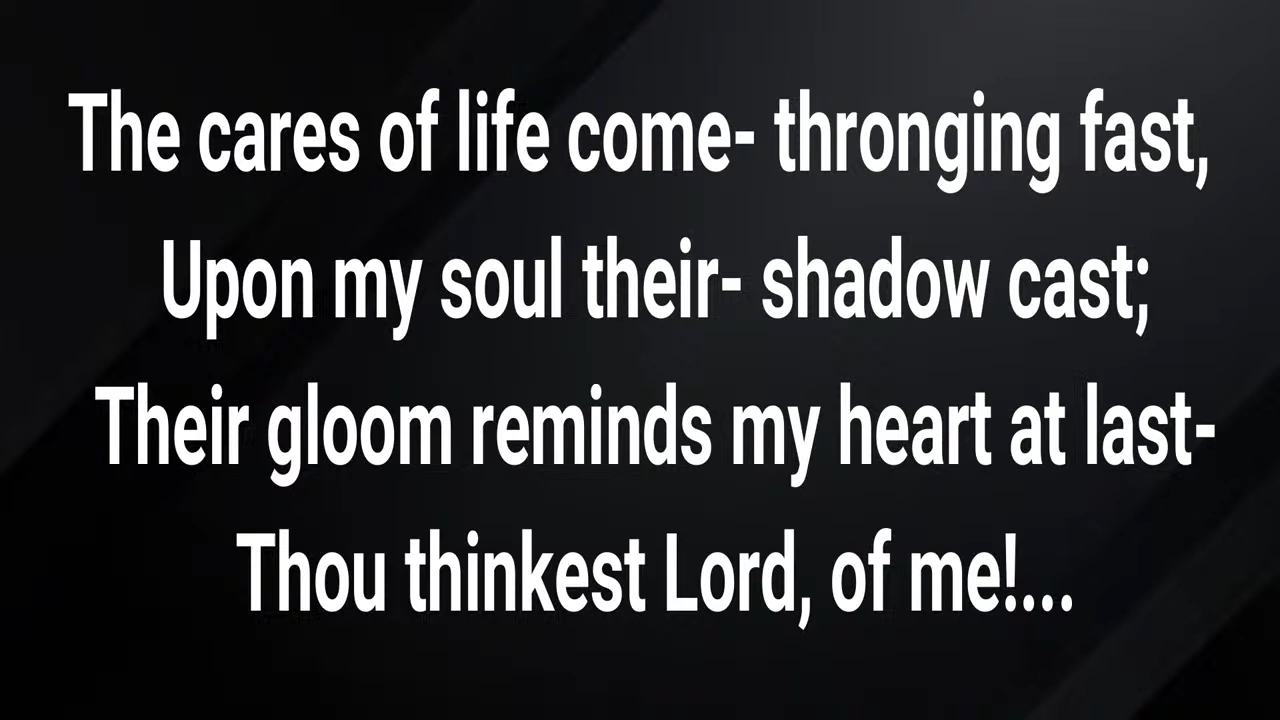 The cares of life come- thronging fast,
Upon my soul their- shadow cast;
Their gloom reminds my heart at last-
Thou thinkest Lord, of me!...